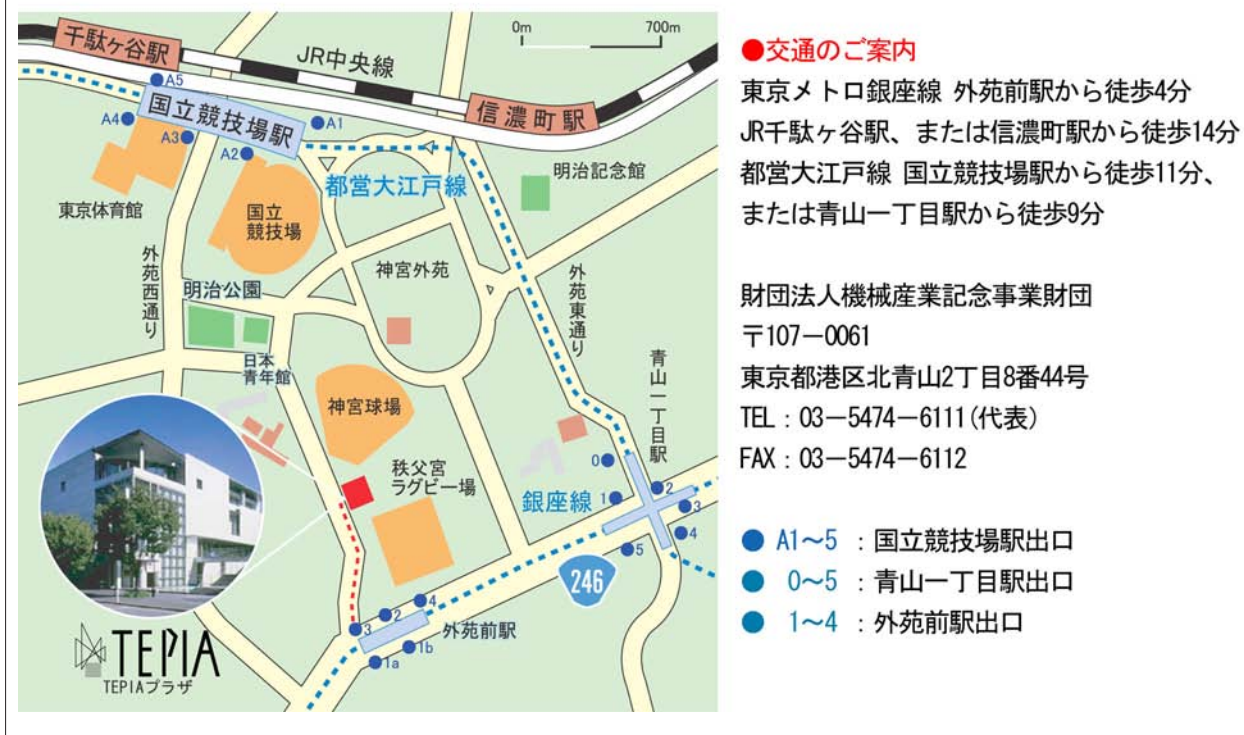 千駄ヶ谷駅
JR中央線
0m
700m
A5
国立競技場駅
信濃町駅
A4
A3
A1
A2
東京体育館
国立
競技場
都営大江戸線
明治記念館
外苑西通り
明治公園
神宮外苑
外苑東通り
日本
青年館
神宮球場
青山一丁目駅
秩父宮
ラグビー場
銀座線
0
1
2
3
4
5
246
4
2
3
外苑前駅
1b
1a
TEPIA
TEPIAプラザ
●交通のご案内
東京メトロ銀座線 外苑前駅から徒歩4分
JR千駄ヶ谷駅、または信濃町駅から徒歩14分
都営大江戸線 国立競技場駅から徒歩11分、
または青山一丁目駅から徒歩9分
財団法人機械産業記念事業財団
〒107−0061
東京都港区北青山2丁目8番44号
TEL：03−5474−6111(代表)
FAX：03−5474−6112
● A1〜5 ：国立競技場駅出口
● 0〜5 ：青山一丁目駅出口
● 1〜4 ：外苑前駅出口